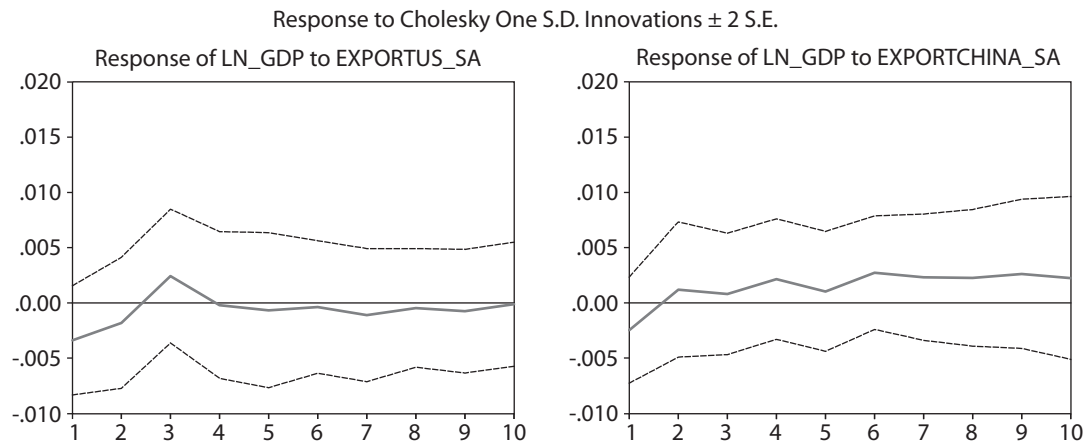 Response to Cholesky One S.D. Innovations ± 2 S.E.
Response of LN_GDP to EXPORTUS_SA
.020
.015
.010
.005
.00
-.005
-.010
1 2 3 4 5 6 7 8 9 10
Response of LN_GDP to EXPORTCHINA_SA
.020
.015
.010
.005
.00
-.005
-.010
1 2 3 4 5 6 7 8 9 10